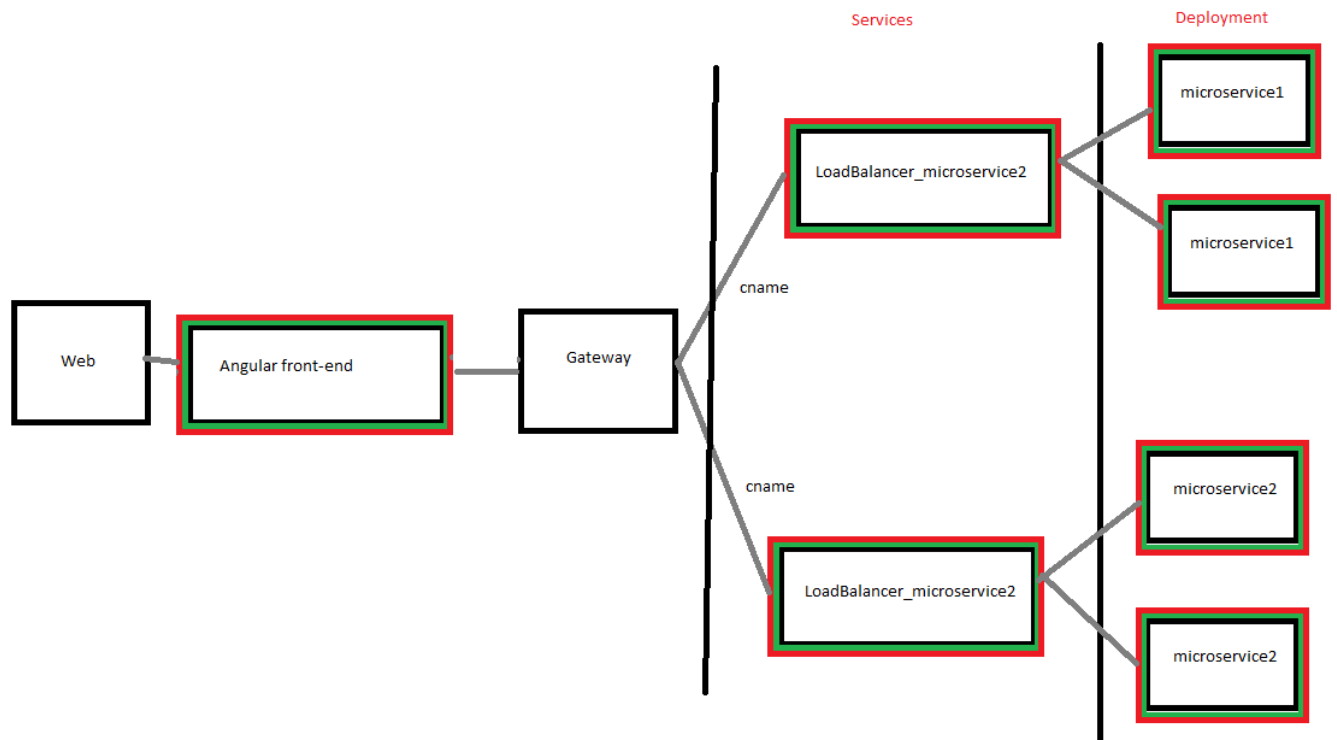 Services
Deployment
microservice1
LoadBalancer_microservice2
microservice1
cname
Web
Angular front-end
Gateway
cname
microservice2
LoadBalancer_microservice2
microservice2